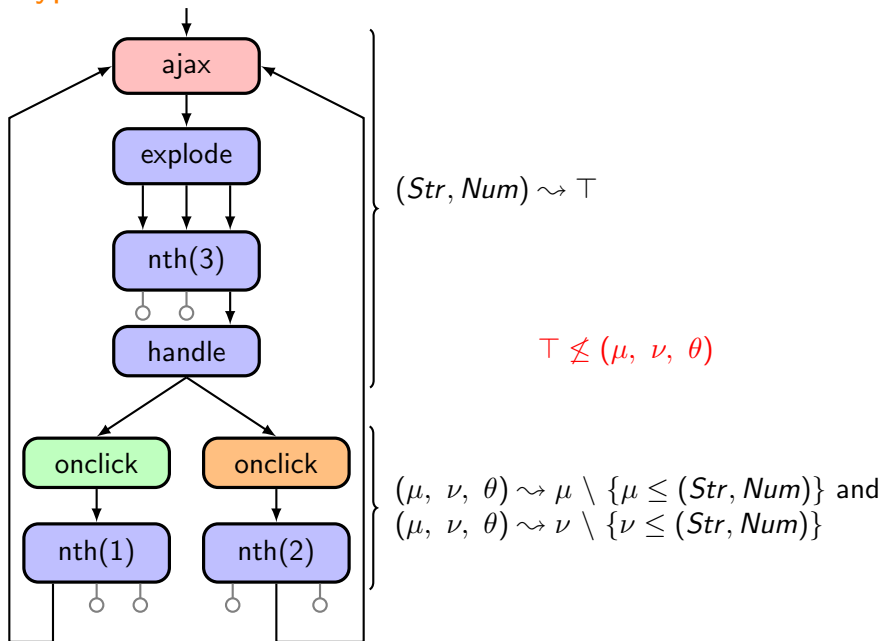 ajax
explode
(Str, Num) ⇝ ⊤
nth(3)
handle
⊤ ≰ (μ, ν, θ)
onclick
onclick
(μ, ν, θ) ⇝ μ \ {μ ≤ (Str, Num)} and
(μ, ν, θ) ⇝ ν \ {ν ≤ (Str, Num)}
nth(1)
nth(2)